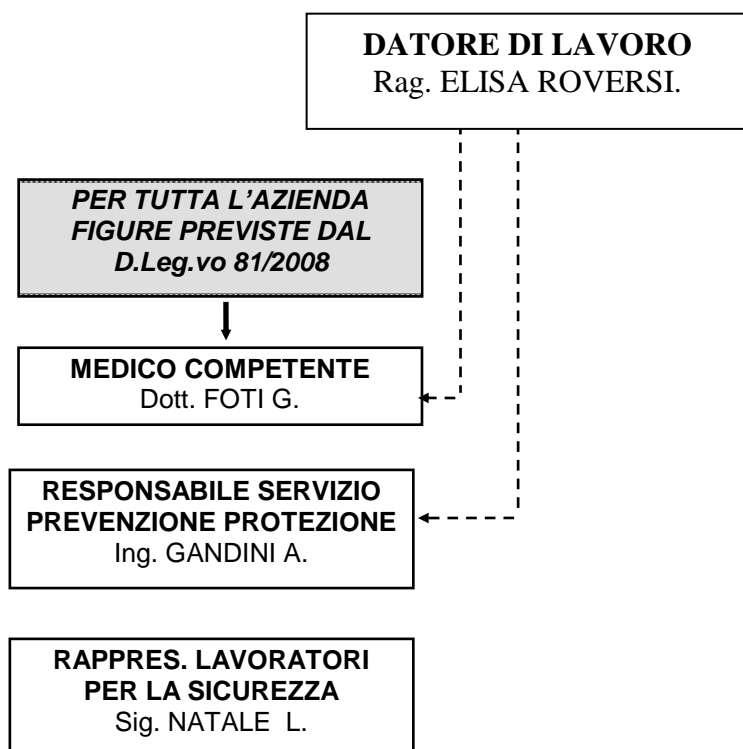 DATORE DI LAVORO
Rag. ELISA ROVERSI.
PER TUTTA L’AZIENDA
FIGURE PREVISTE DAL
D.Leg.vo 81/2008
MEDICO COMPETENTE
Dott. FOTI G.
RESPONSABILE SERVIZIO
PREVENZIONE PROTEZIONE
Ing. GANDINI A.
RAPPRES. LAVORATORI
PER LA SICUREZZA
Sig. NATALE L.